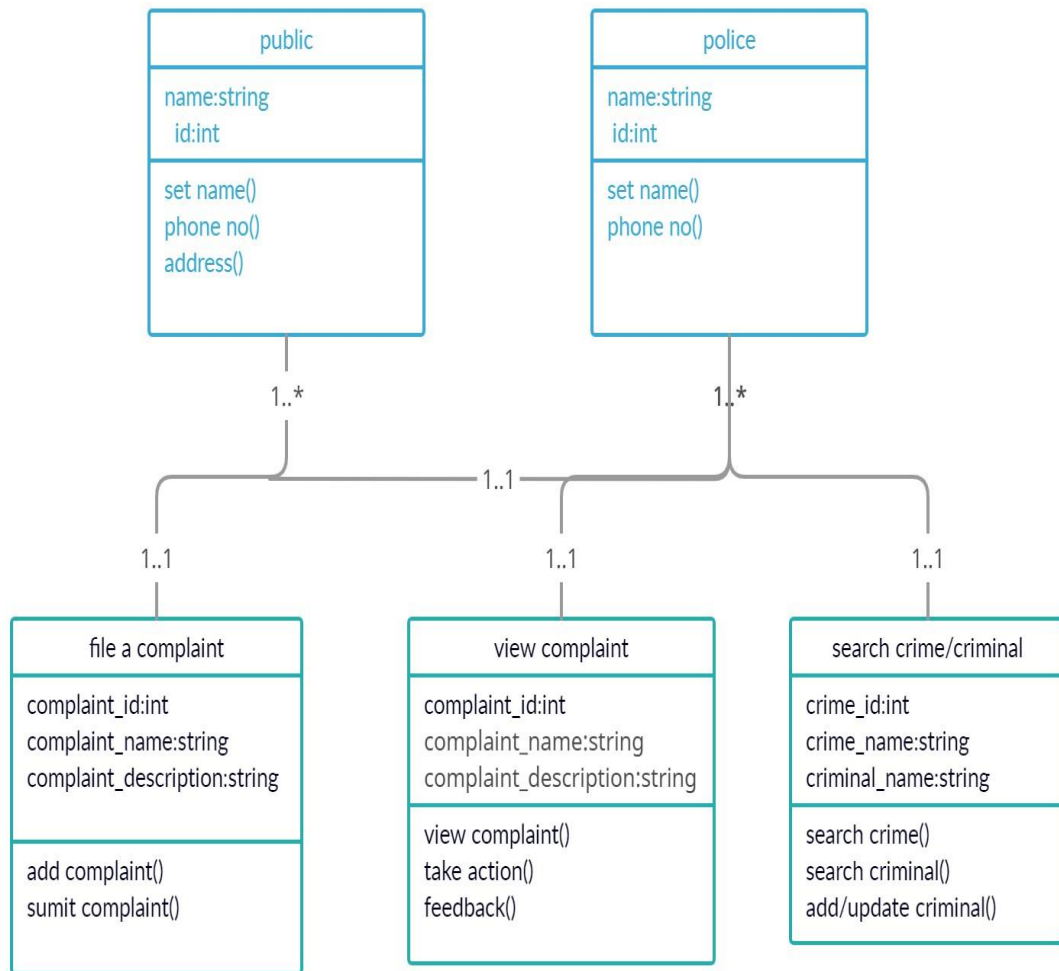 public
name:string
id:int
set name()
phone no()
address()
police
name:string
id:int
set name()
phone no()
1..*
1..*
1..1
1..1
1..1
1..1
file a complaint
complaint_id:int
complaint_name:string
complaint_description:string
add complaint()
sumit complaint()
view complaint
complaint_id:int
complaint_name:string
complaint_description:string
view complaint()
take action()
feedback()
search crime/criminal
crime_id:int
crime_name:string
criminal_name:string
search crime()
search criminal()
add/update criminal()